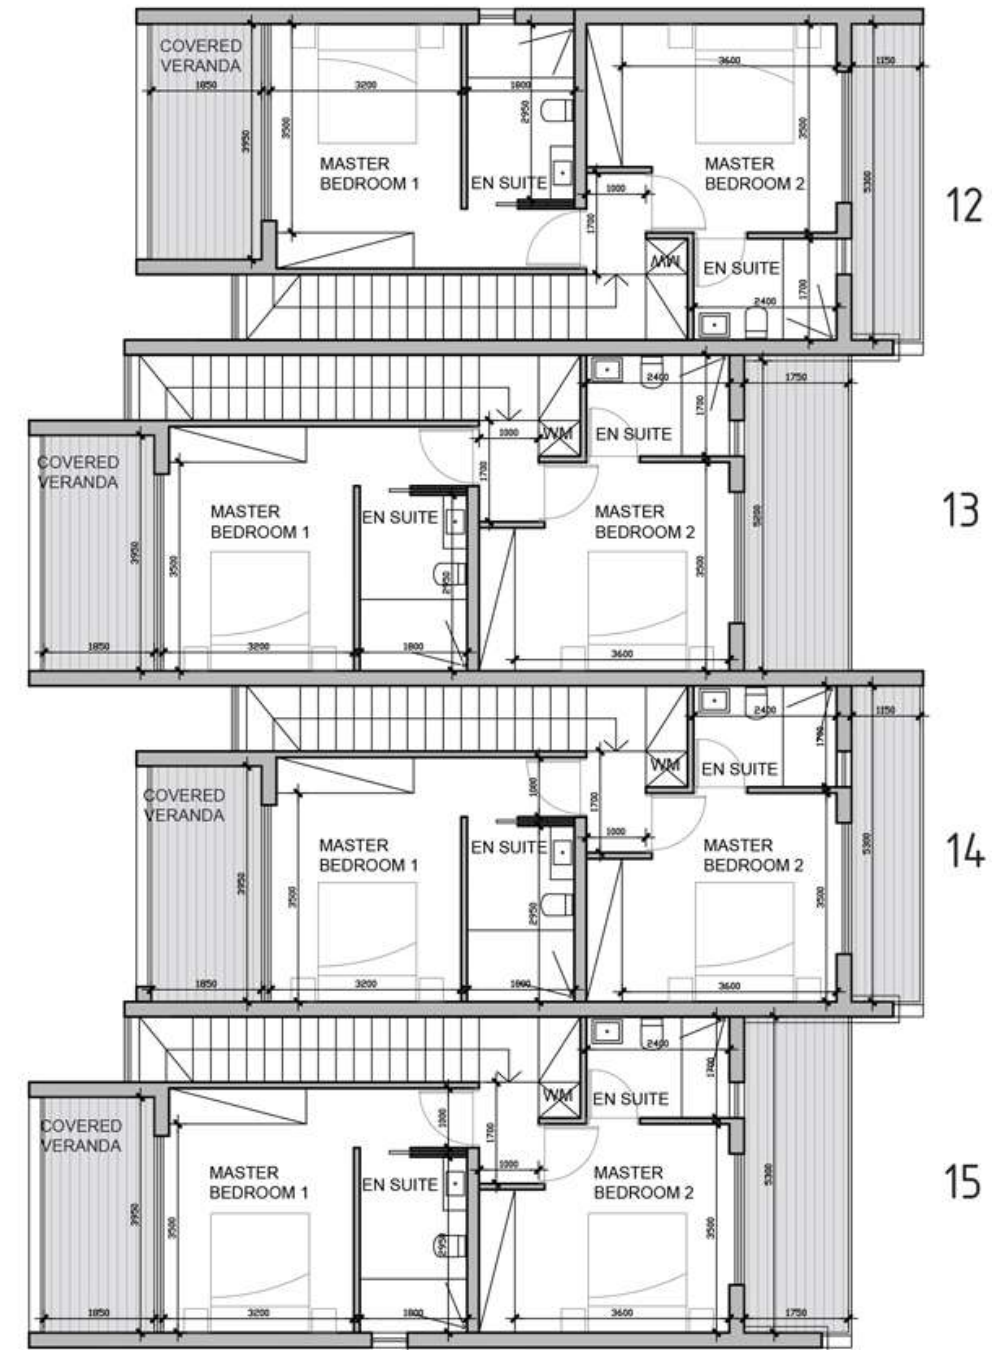 COVERED
VERANDA
1850
3950
3500
3200
MASTER
BEDROOM 1
1800
2950
EN SUITE
3600
3500
MASTER
BEDROOM 2
1150
5300
1000
1700
WM
EN SUITE
2400
1700
12
COVERED
VERANDA
1850
3950
3500
MASTER
BEDROOM 1
3200
EN SUITE
2950
1800
1000
1700
WM
2400
1700
EN SUITE
MASTER
BEDROOM 2
3500
3600
1750
5200
13
COVERED
VERANDA
1850
3950
3500
MASTER
BEDROOM 1
3200
1000
EN SUITE
2950
1800
1000
1700
WM
2400
1700
EN SUITE
MASTER
BEDROOM 2
3500
3600
1150
5300
14
COVERED
VERANDA
1850
3950
3500
MASTER
BEDROOM 1
3200
1000
EN SUITE
2950
1800
1000
1700
WM
2400
1700
EN SUITE
MASTER
BEDROOM 2
3500
3600
1750
5300
15